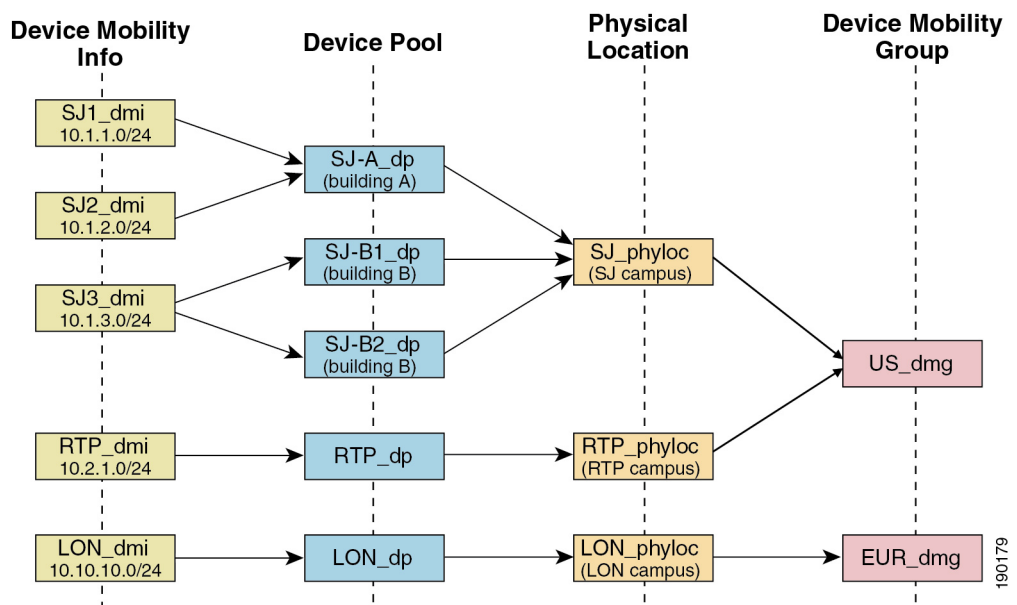 Device Mobility
Info
Device Pool
Physical
Location
Device Mobility
Group
SJ1_dmi
10.1.1.0/24
SJ2_dmi
10.1.2.0/24
SJ3_dmi
10.1.3.0/24
RTP_dmi
10.2.1.0/24
LON_dmi
10.10.10.0/24
SJ-A_dp
(building A)
SJ-B1_dp
(building B)
SJ-B2_dp
(building B)
RTP_dp
LON_dp
SJ_phyloc
(SJ campus)
RTP_phyloc
(RTP campus)
LON_phyloc
(LON campus)
US_dmg
EUR_dmg
190179